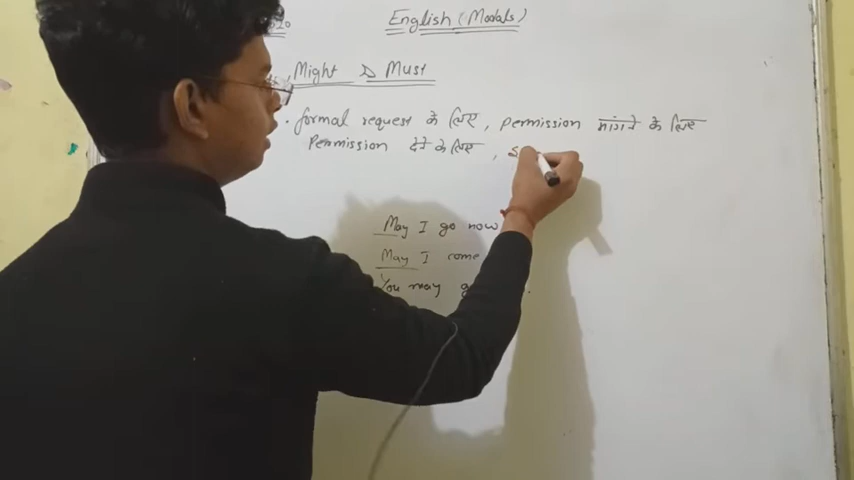 English (Modals)
Might & Must
formal request के लिए, Permission मांगने के लिए
Permission देने के लिए,
May I go now
May I come
You may